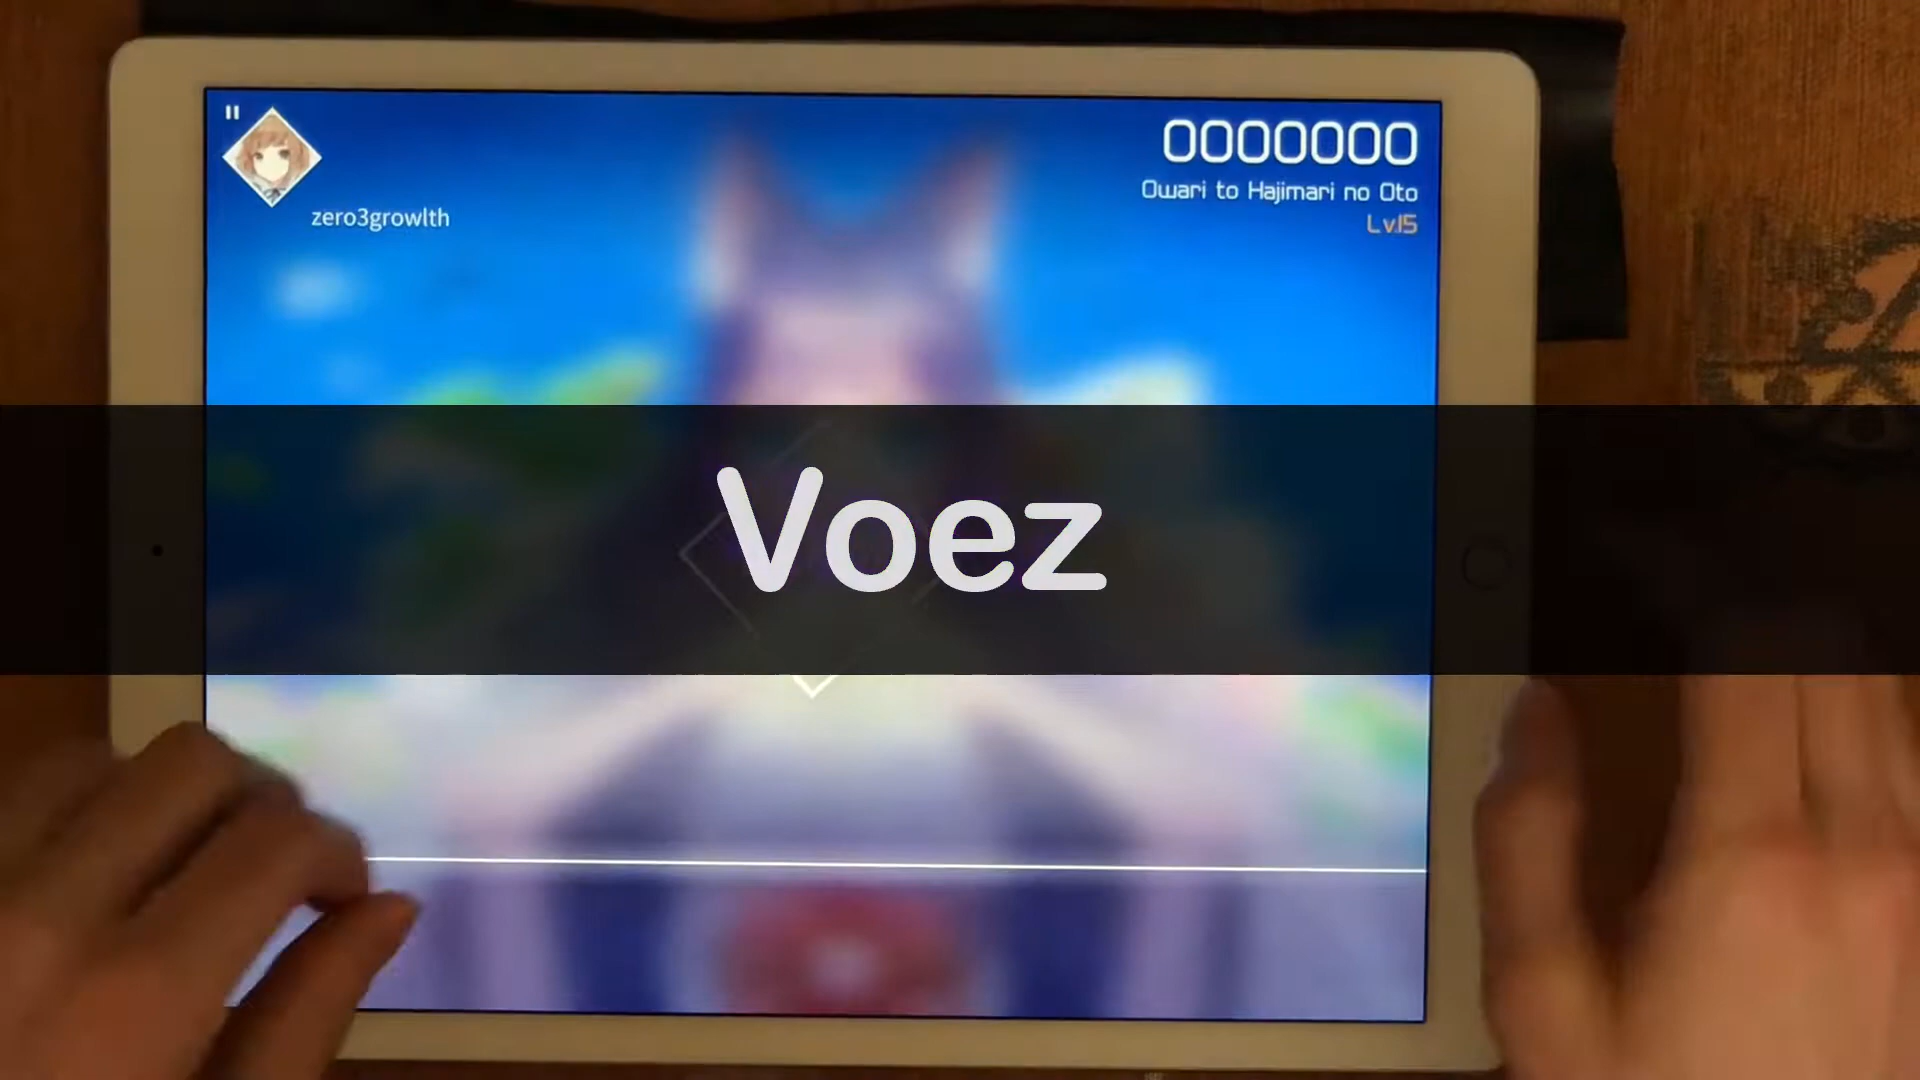 0000000
Owari to Hajimari no Oto
Lv.15
zero3growlth
Voez